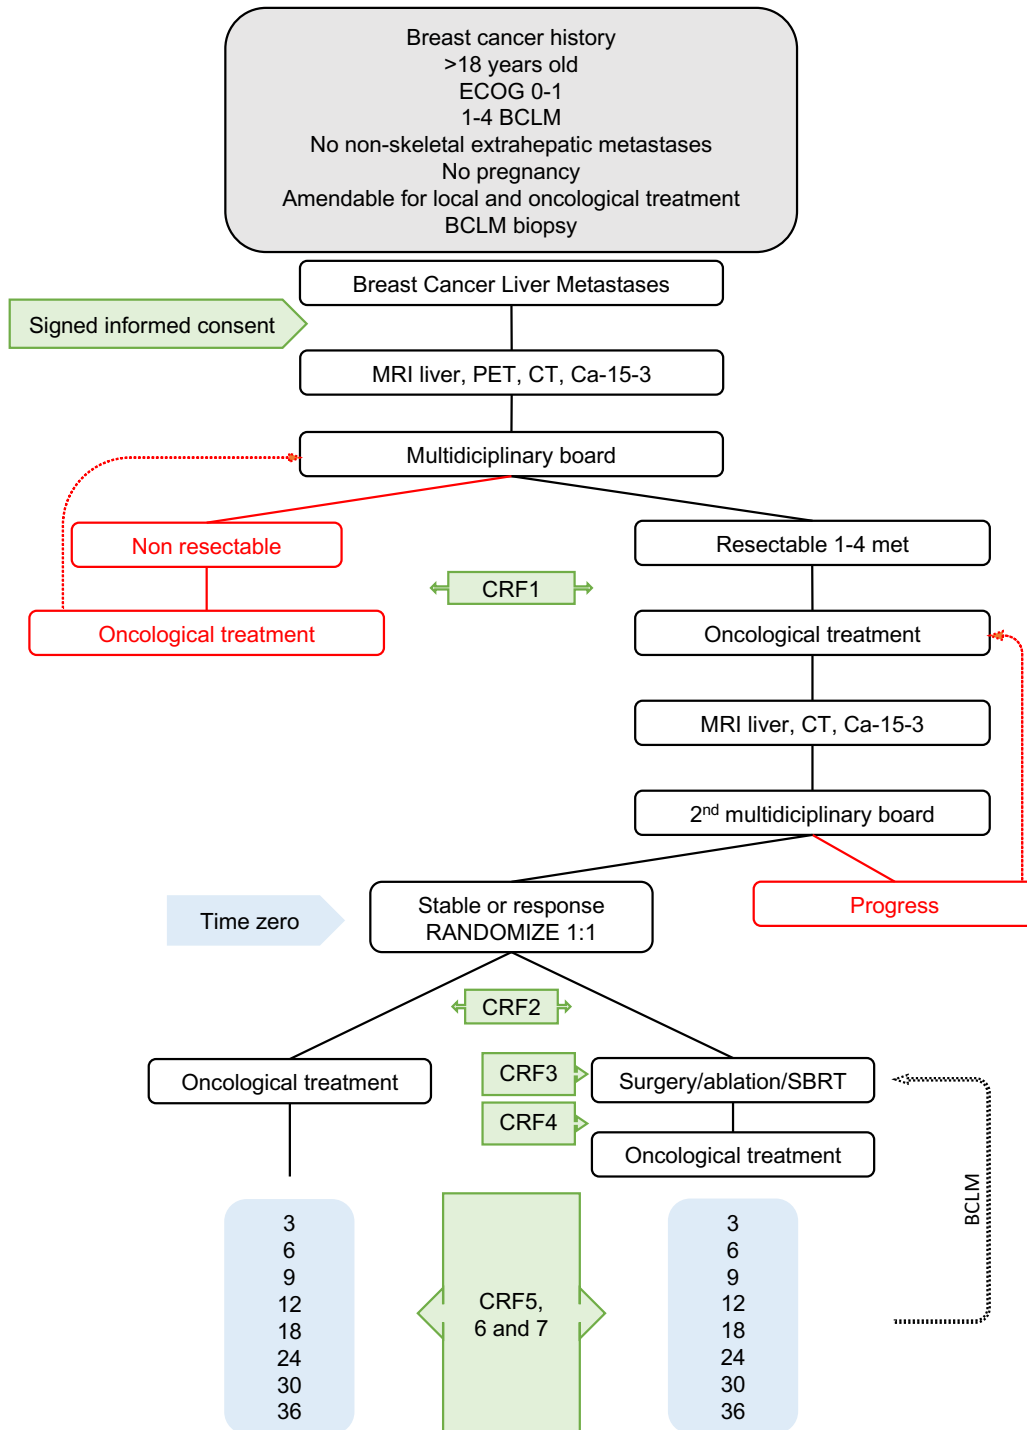 Breast cancer history
>18 years old
ECOG 0-1
1-4 BCLM
No non-skeletal extrahepatic metastases
No pregnancy
Amendable for local and oncological treatment
BCLM biopsy
Breast Cancer Liver Metastases
Signed informed consent
MRI liver, PET, CT, Ca-15-3
Multidiciplinary board
Non resectable
Resectable 1-4 met
CRF1
Oncological treatment
Oncological treatment
MRI liver, CT, Ca-15-3
2nd multidiciplinary board
Time zero
Stable or response
RANDOMIZE 1:1
Progress
CRF2
Oncological treatment
CRF3
Surgery/ablation/SBRT
CRF4
Oncological treatment
BCLM
3
6
9
12
18
24
30
36
CRF5,
6 and 7
3
6
9
12
18
24
30
36